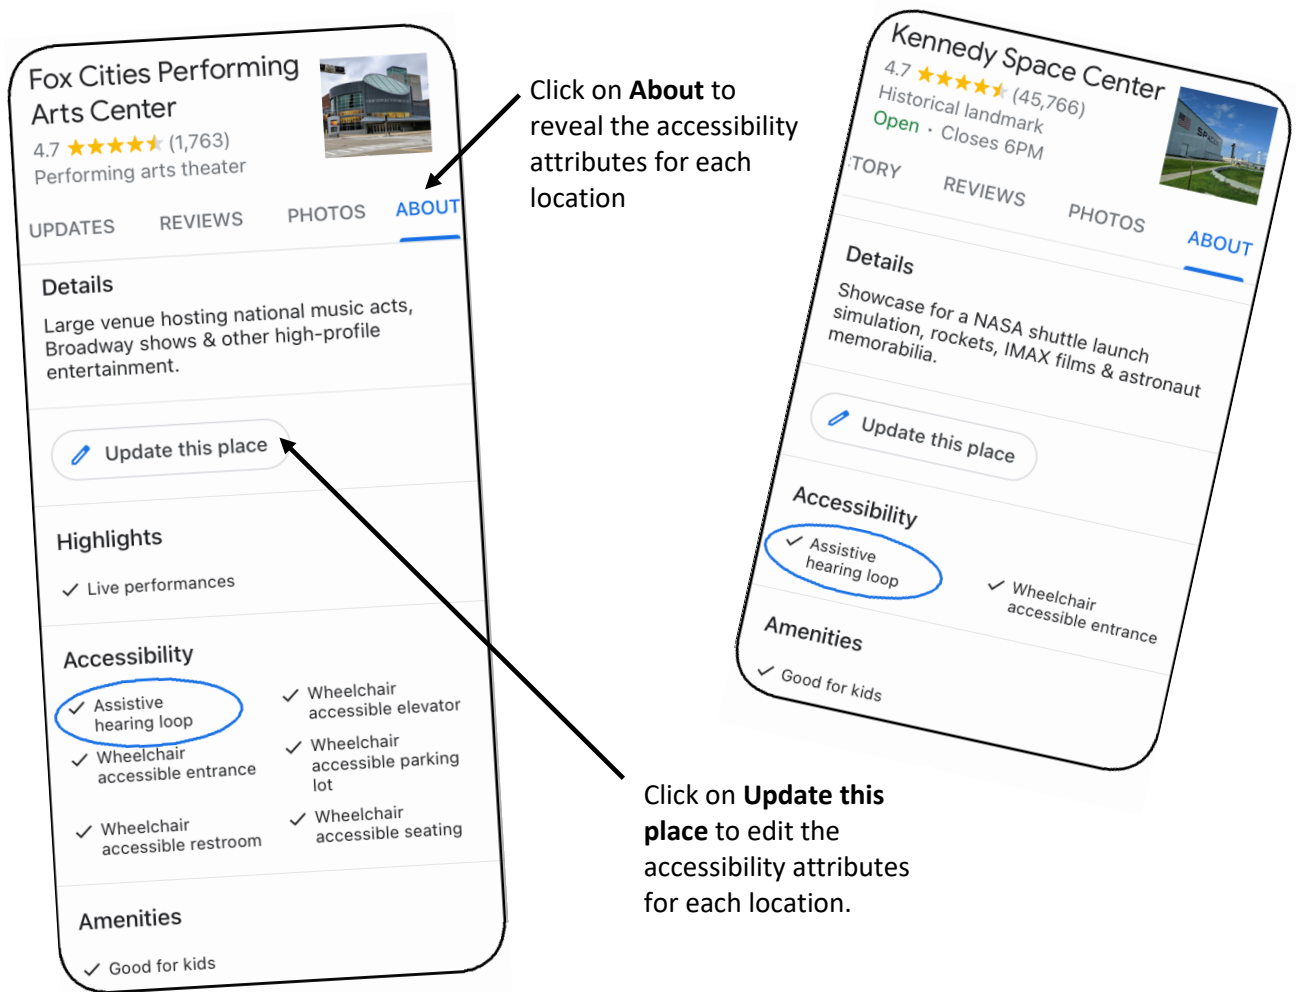 Fox Cities Performing
Arts Center
4.7 ★★★★★ (1,763)
Performing arts theater
UPDATES REVIEWS PHOTOS ABOUT
Details
Large venue hosting national music acts,
Broadway shows & other high-profile
entertainment.
Update this place
Highlights
✓ Live performances
Accessibility
✓ Assistive
hearing loop
✓ Wheelchair
accessible elevator
✓ Wheelchair
accessible entrance
✓ Wheelchair
accessible parking
lot
✓ Wheelchair
accessible restroom
✓ Wheelchair
accessible seating
Amenities
✓ Good for kids
Click on About to
reveal the accessibility
attributes for each
location
Click on Update this
place to edit the
accessibility attributes
for each location.
Kennedy Space Center
4.7 ★★★★★ (45,766)
Historical landmark
Open · Closes 6PM
TORY REVIEWS PHOTOS ABOUT
Details
Showcase for a NASA shuttle launch
simulation, rockets, IMAX films & astronaut
memorabilia.
Update this place
Accessibility
✓ Assistive
hearing loop
✓ Wheelchair
accessible entrance
Amenities
✓ Good for kids